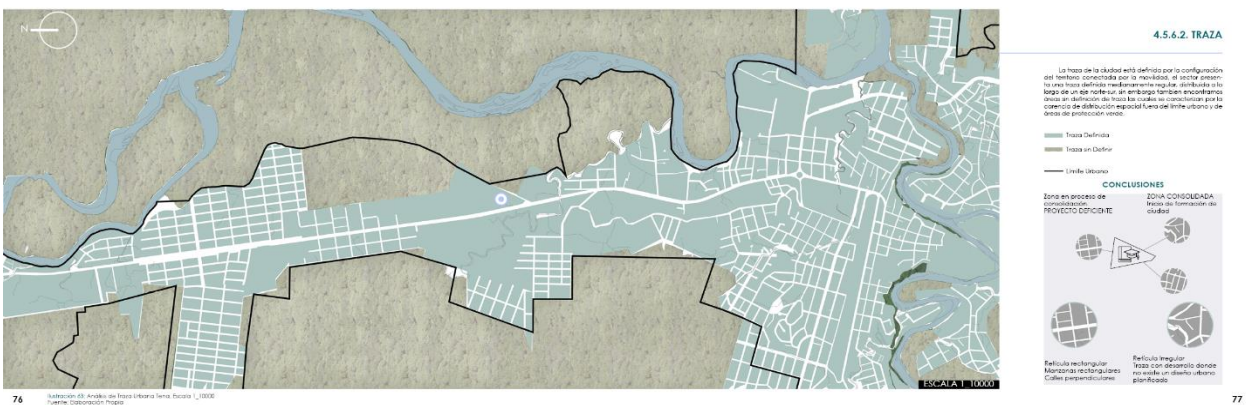 N
4.5.6.2. TRAZA
La traza de la ciudad está definida por la configuración
del territorio conectada por la movilidad, el sector presen-
ta una traza definida medianamente regular, distribuida a lo
largo de un eje norte-sur, sin embargo tambien encontramos
áreas sin definición de traza las cuales se caracterizan por la
carencia de distribución espacial fuera del límite urbano y de
áreas de protección verde.
Traza Definida
Traza sin Definir
Límite Urbano
CONCLUSIONES
Zona en proceso de
consolidación
PROYECTO DEFICIENTE
ZONA CONSOLIDADA
Inicio de formación de
ciudad
Retícula rectangular
Manzanas rectangulares
Calles perpendiculares
Retícula Irregular
Traza con desarrollo donde
no existe un diseño urbano
planificado
ESCALA 1_10000
76
Ilustración 63: Análisis de Traza Urbana Tena. Escala 1_10000
Fuente: Elaboración Propia
77